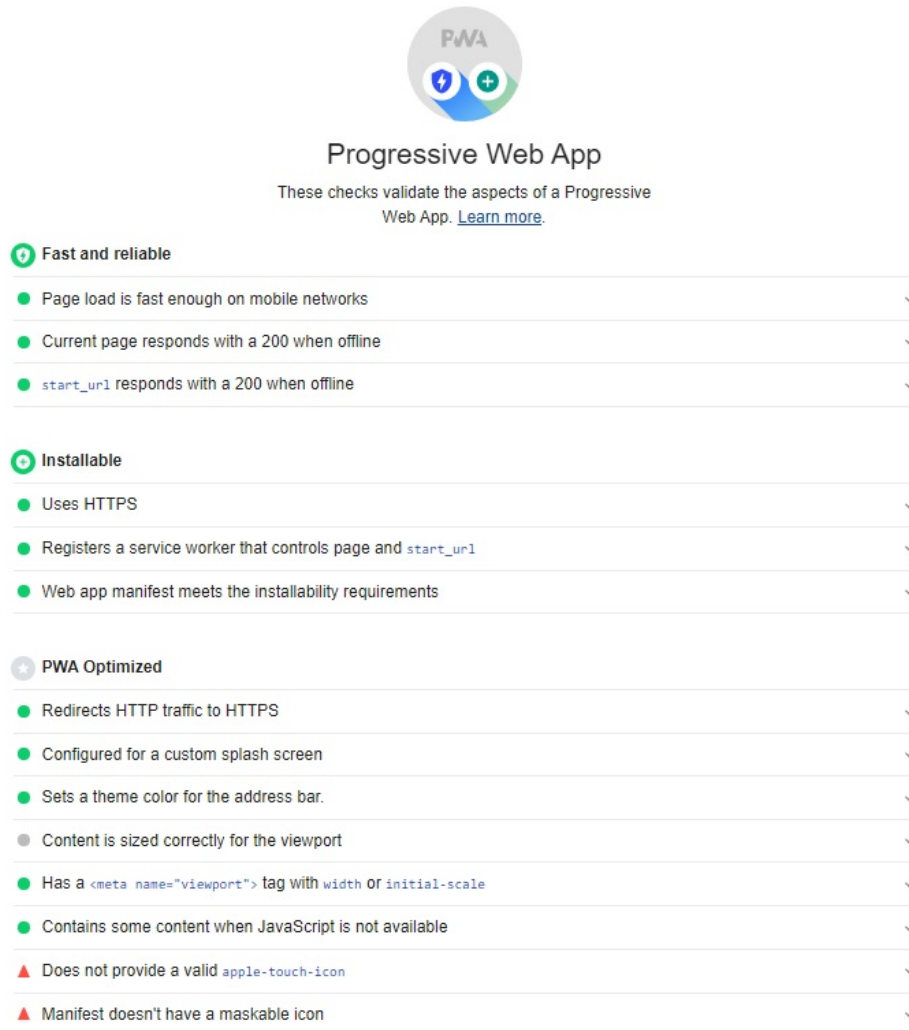 PWA
Progressive Web App
These checks validate the aspects of a Progressive
Web App. Learn more.
Fast and reliable
Page load is fast enough on mobile networks
Current page responds with a 200 when offline
start_url responds with a 200 when offline
Installable
Uses HTTPS
Registers a service worker that controls page and start_url
Web app manifest meets the installability requirements
PWA Optimized
Redirects HTTP traffic to HTTPS
Configured for a custom splash screen
Sets a theme color for the address bar.
Content is sized correctly for the viewport
Has a <meta name="viewport"> tag with width or initial-scale
Contains some content when JavaScript is not available
Does not provide a valid apple-touch-icon
Manifest doesn't have a maskable icon